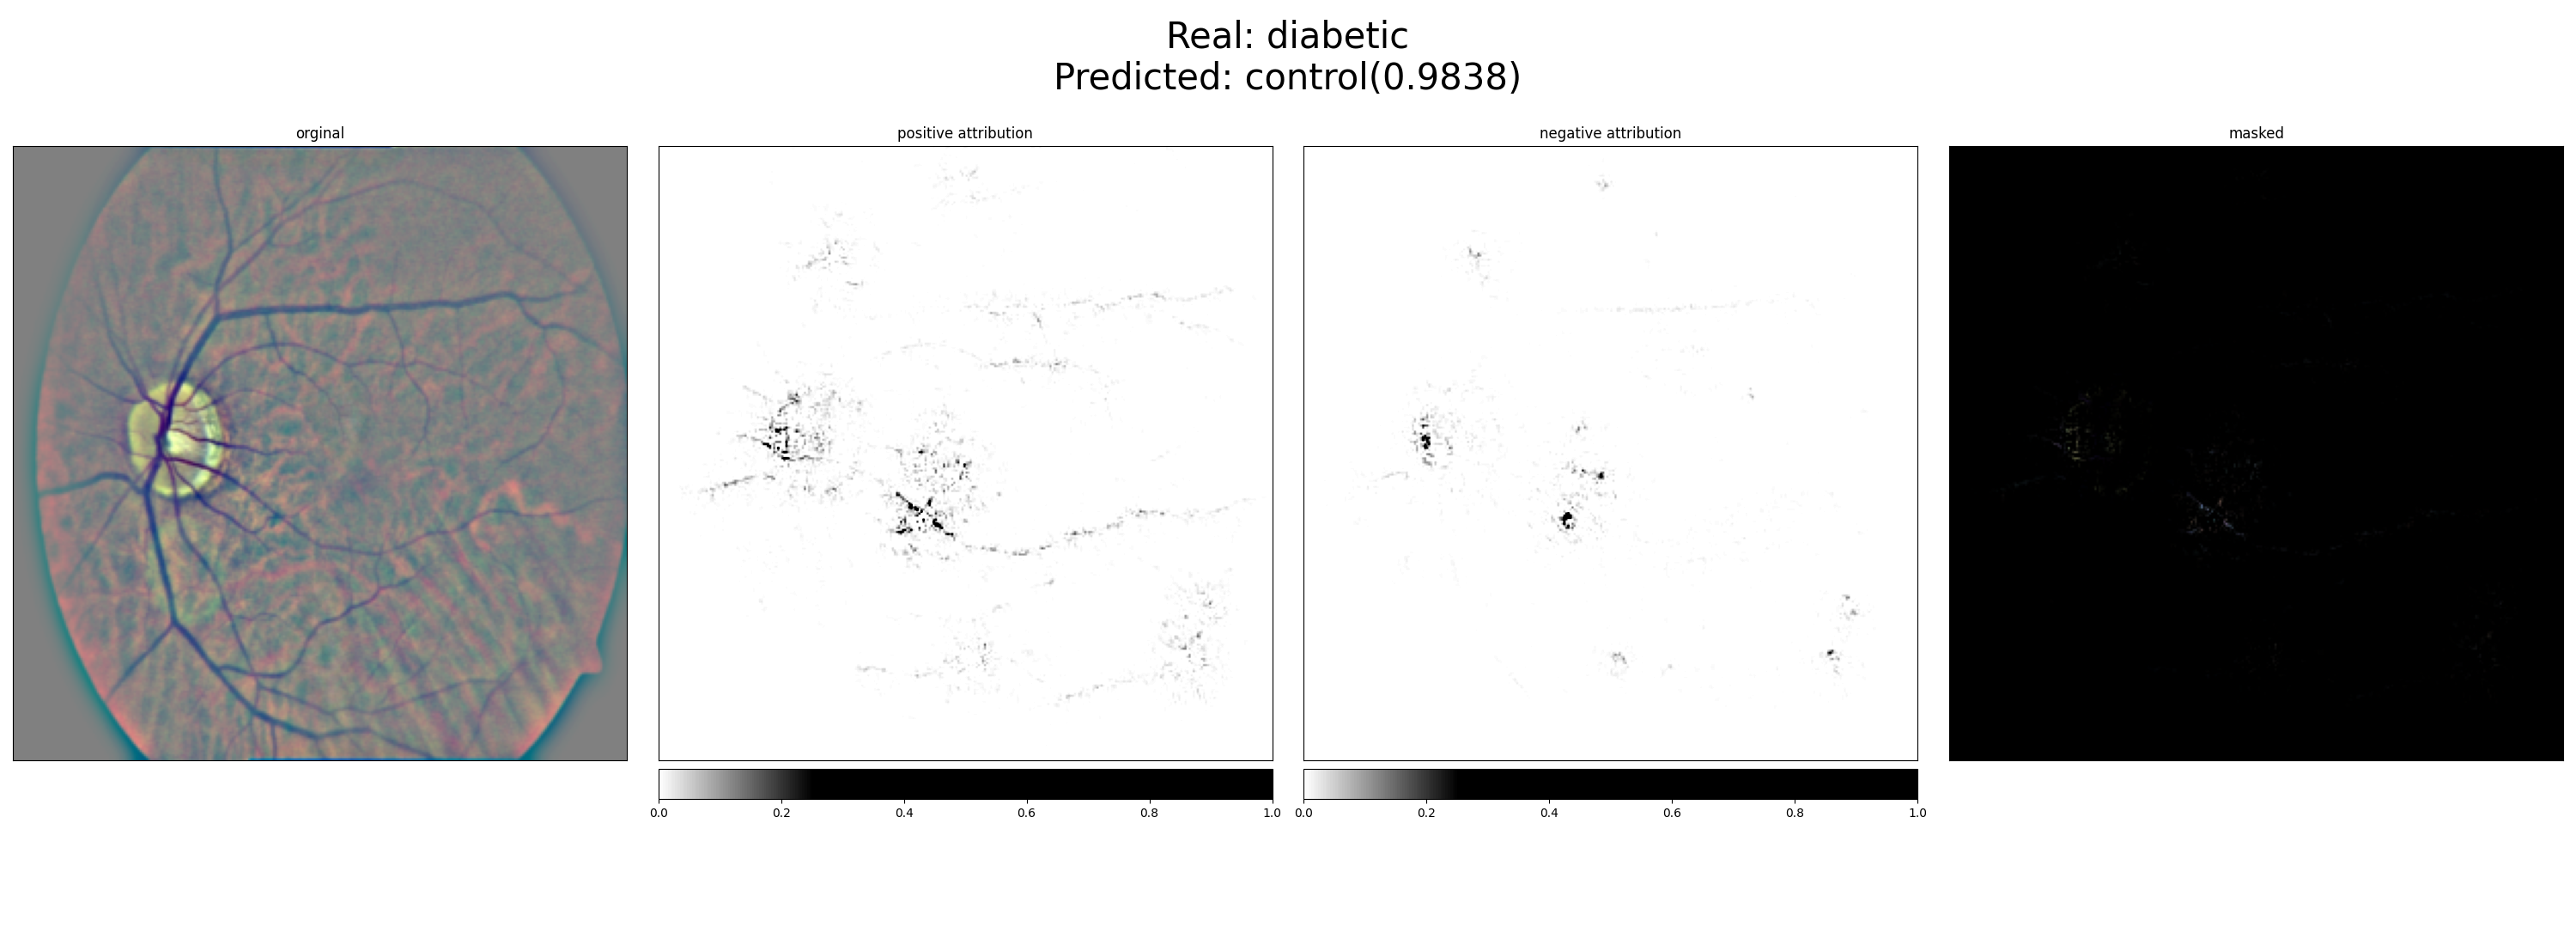 Real: diabetic
Predicted: control(0.9838)
orginal
positive attribution
negative attribution
masked
0.0 0.2 0.4 0.6 0.8 1.0
0.0 0.2 0.4 0.6 0.8 1.0